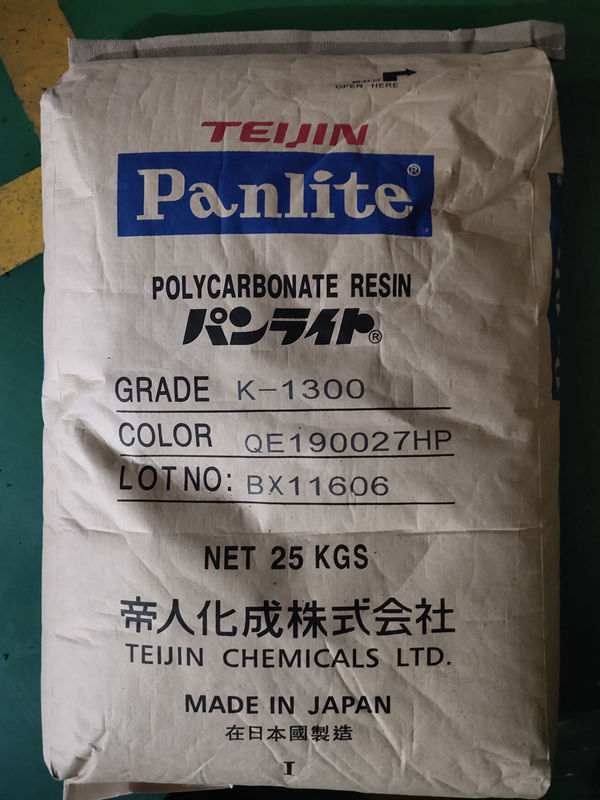 OPEN HERE
TEIJIN
Panlite®
POLYCARBONATE RESIN
パンライト®
GRADE K-1300
COLOR QE190027HP
LOT NO: BX11606
NET 25 KGS
帝人化成株式会社
TEIJIN CHEMICALS LTD.
MADE IN JAPAN
在日本國製造
I